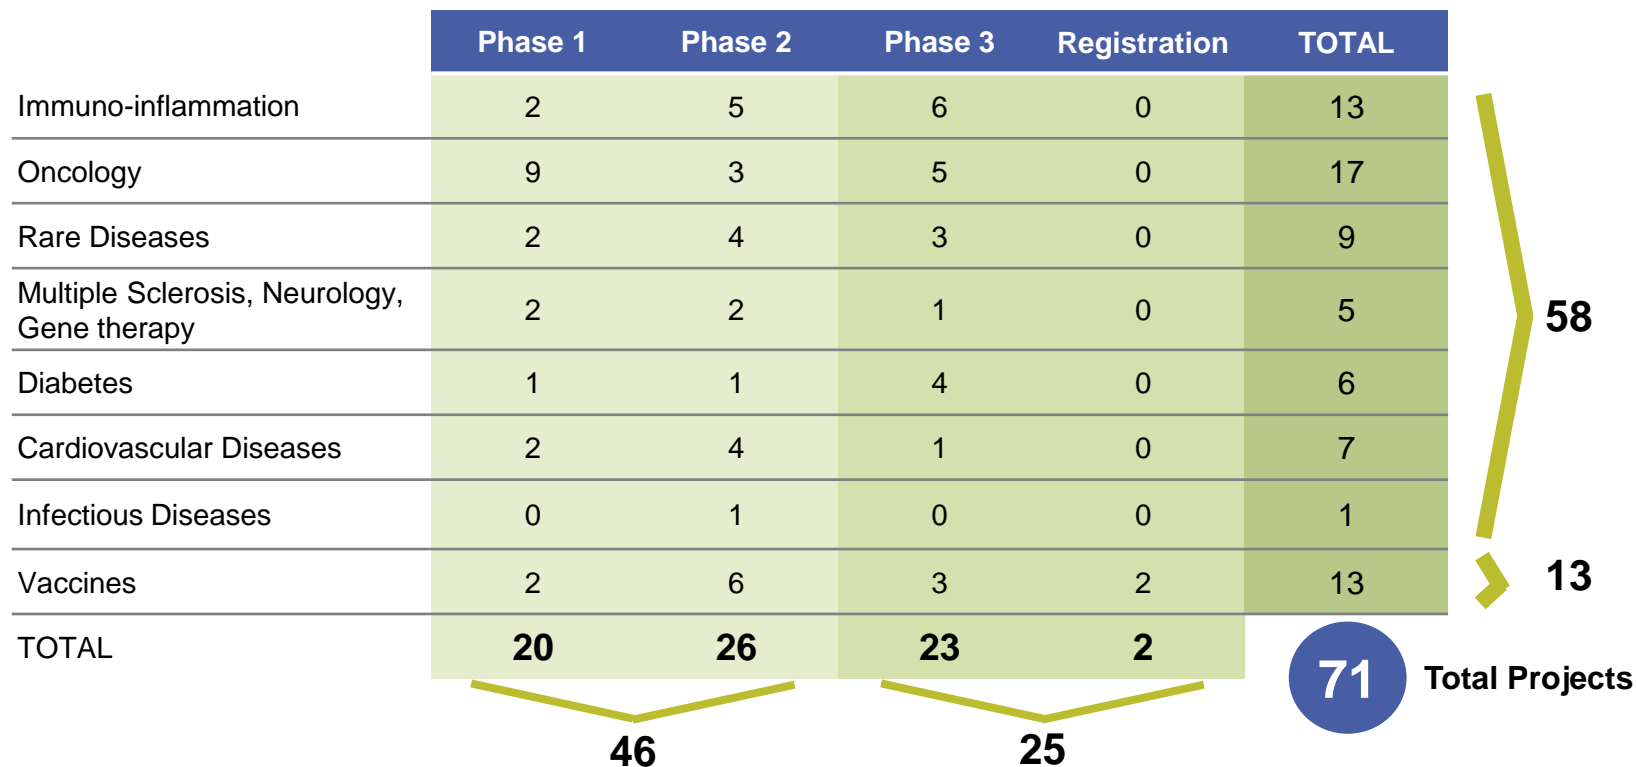 Phase 1 Phase 2 Phase 3 Registration TOTAL
Immuno-inflammation 2 5 6 0 13
Oncology 9 3 5 0 17
Rare Diseases 2 4 3 0 9
Multiple Sclerosis, Neurology,
Gene therapy 2 2 1 0 5
58
Diabetes 1 1 4 0 6
Cardiovascular Diseases 2 4 1 0 7
Infectious Diseases 0 1 0 0 1
Vaccines 2 6 3 2 13
13
TOTAL 20 26 23 2
71 Total Projects
46 25